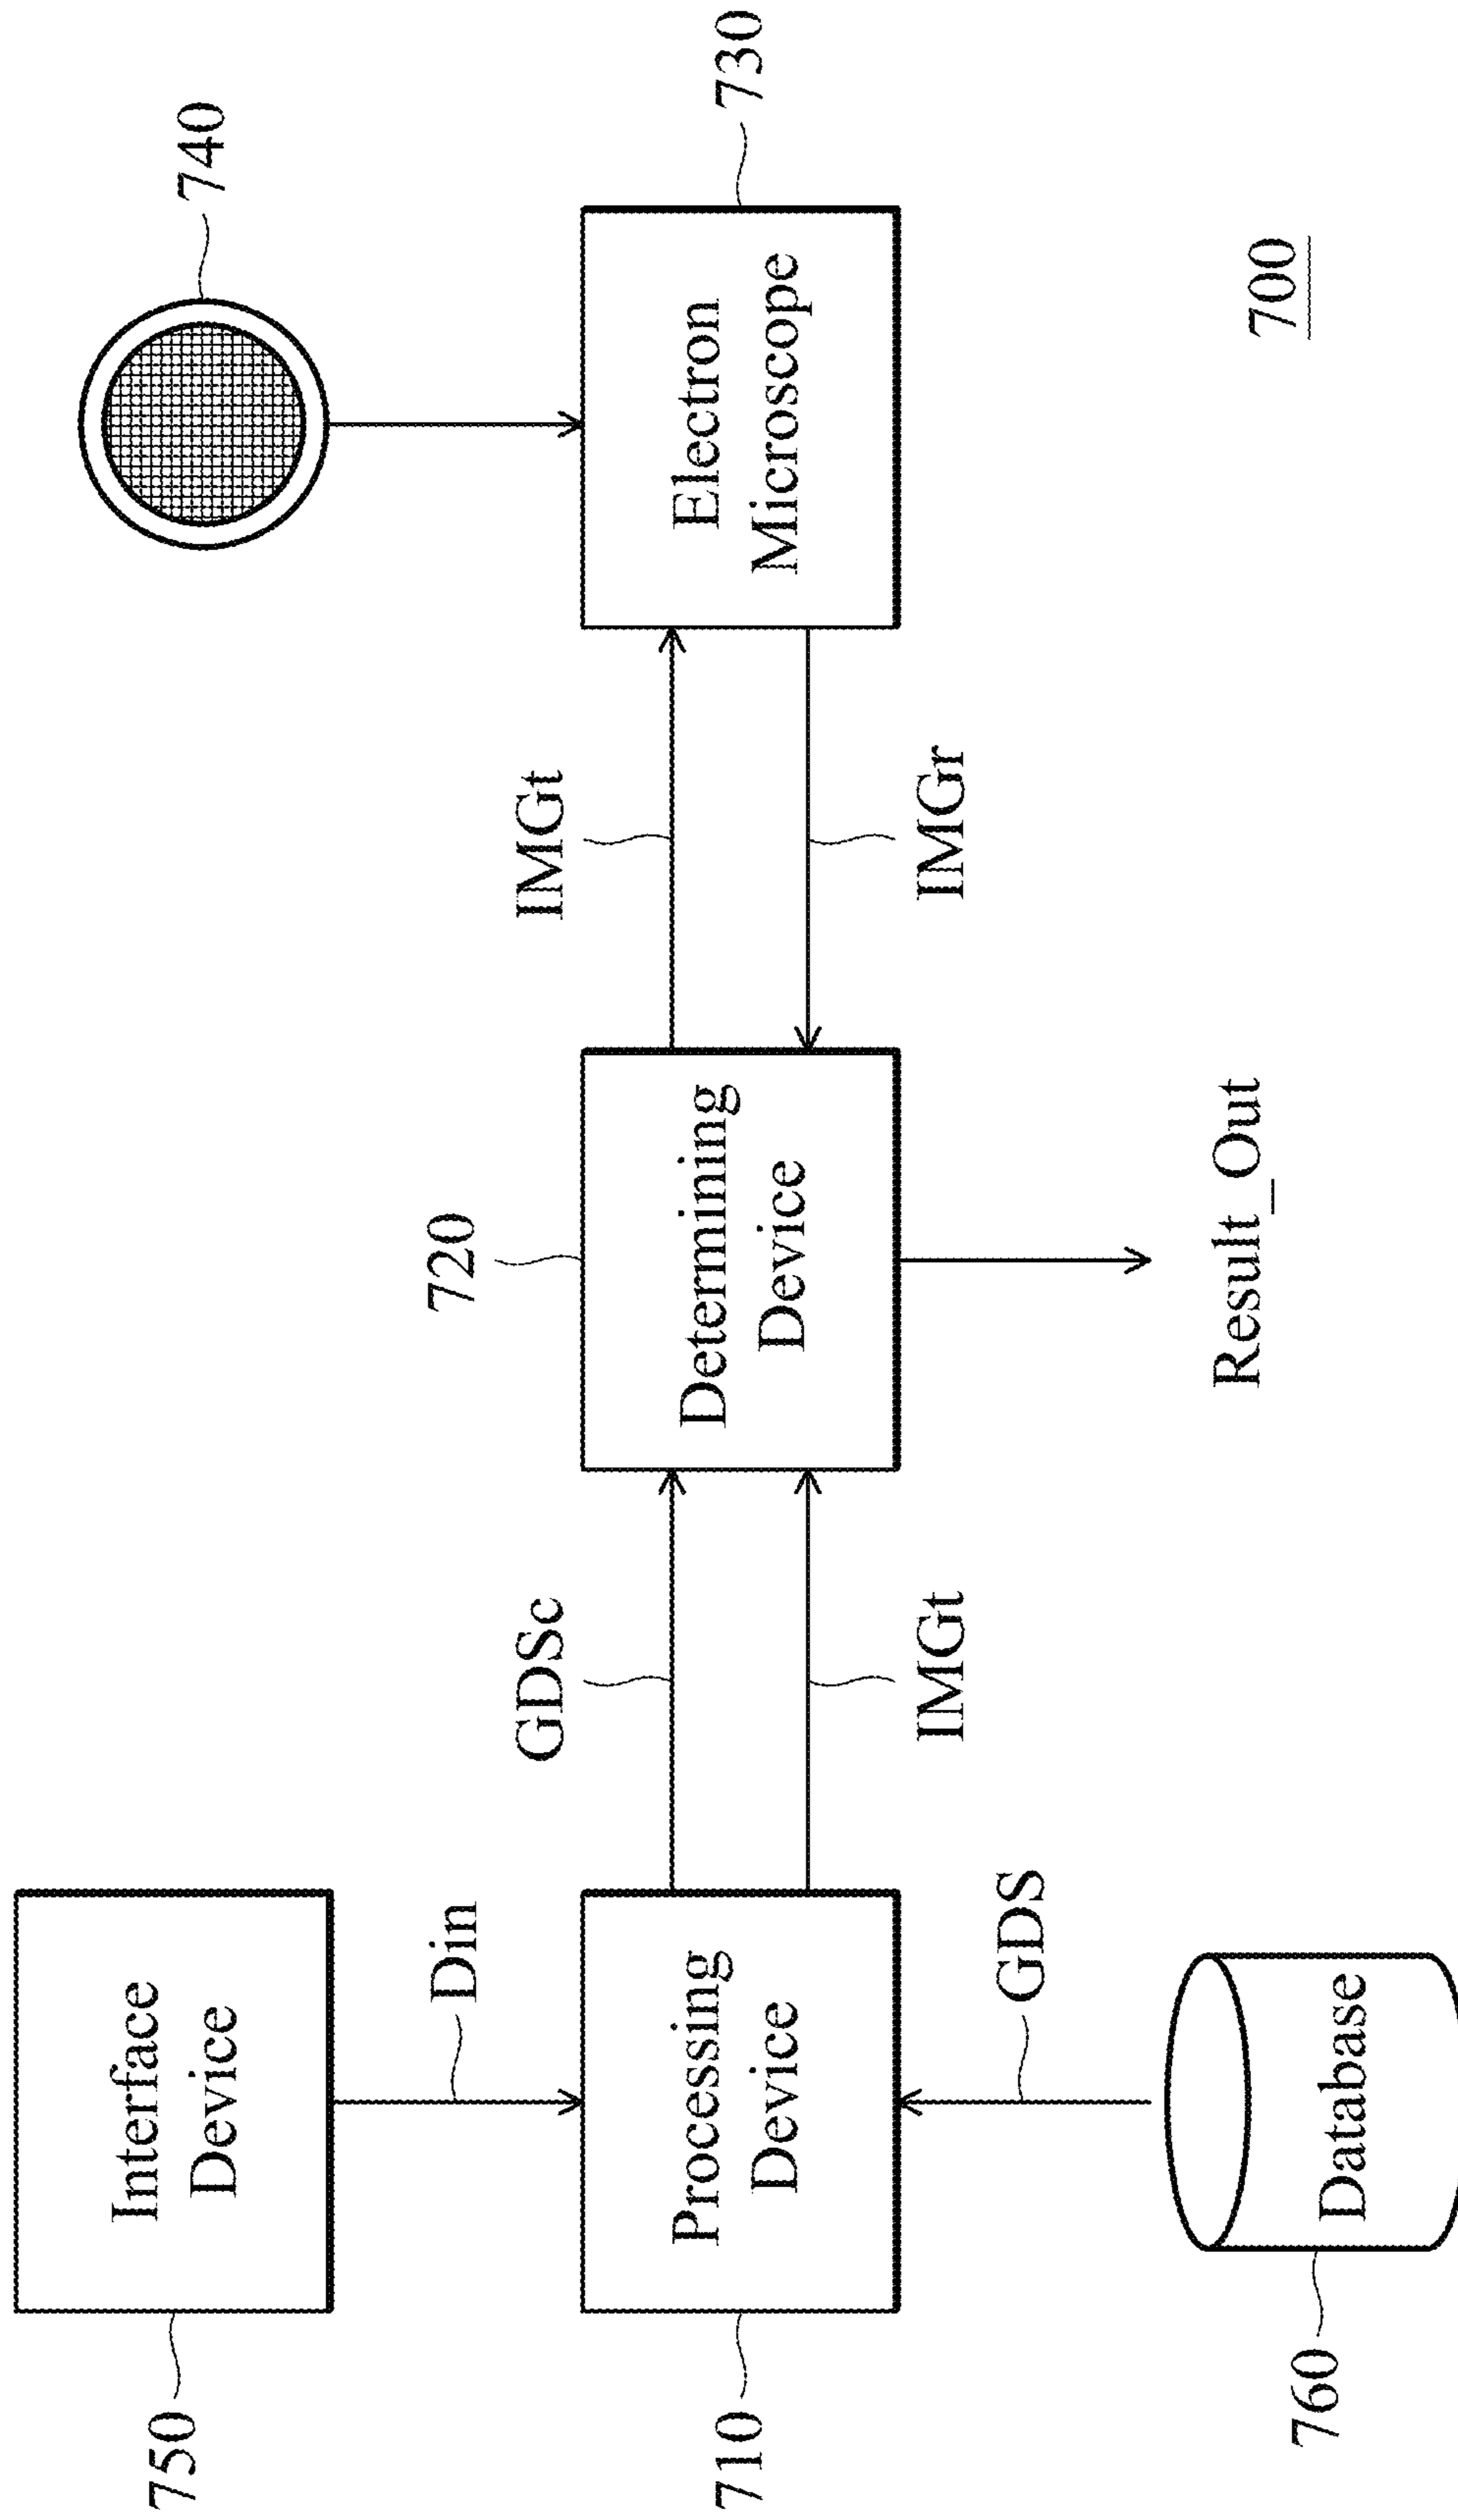 750
Interface
Device
Din
740
710
Processing
Device
GDSc
IMGt
720
Determining
Device
IMGt
IMGr
Electron
Microscope
730
GDS
760
Database
Result_Out
700